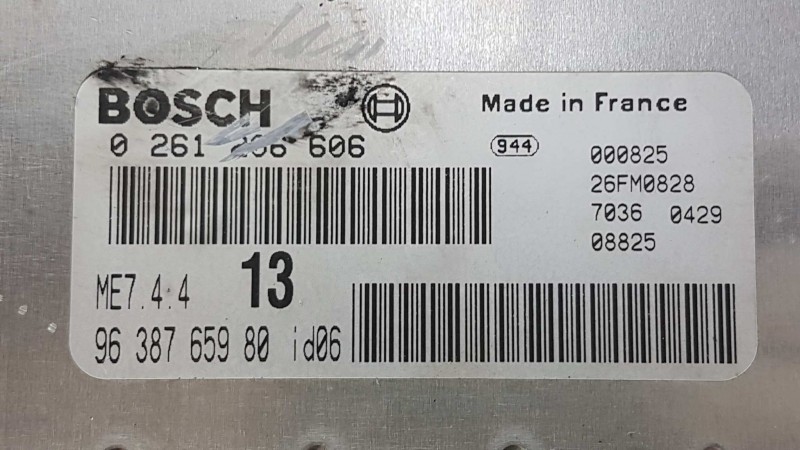 BOSCH
Made in France
0 261 206 606
944
000825
26FM0828
7036 0429
08825
ME7.4.4
13
96 387 659 80 id06